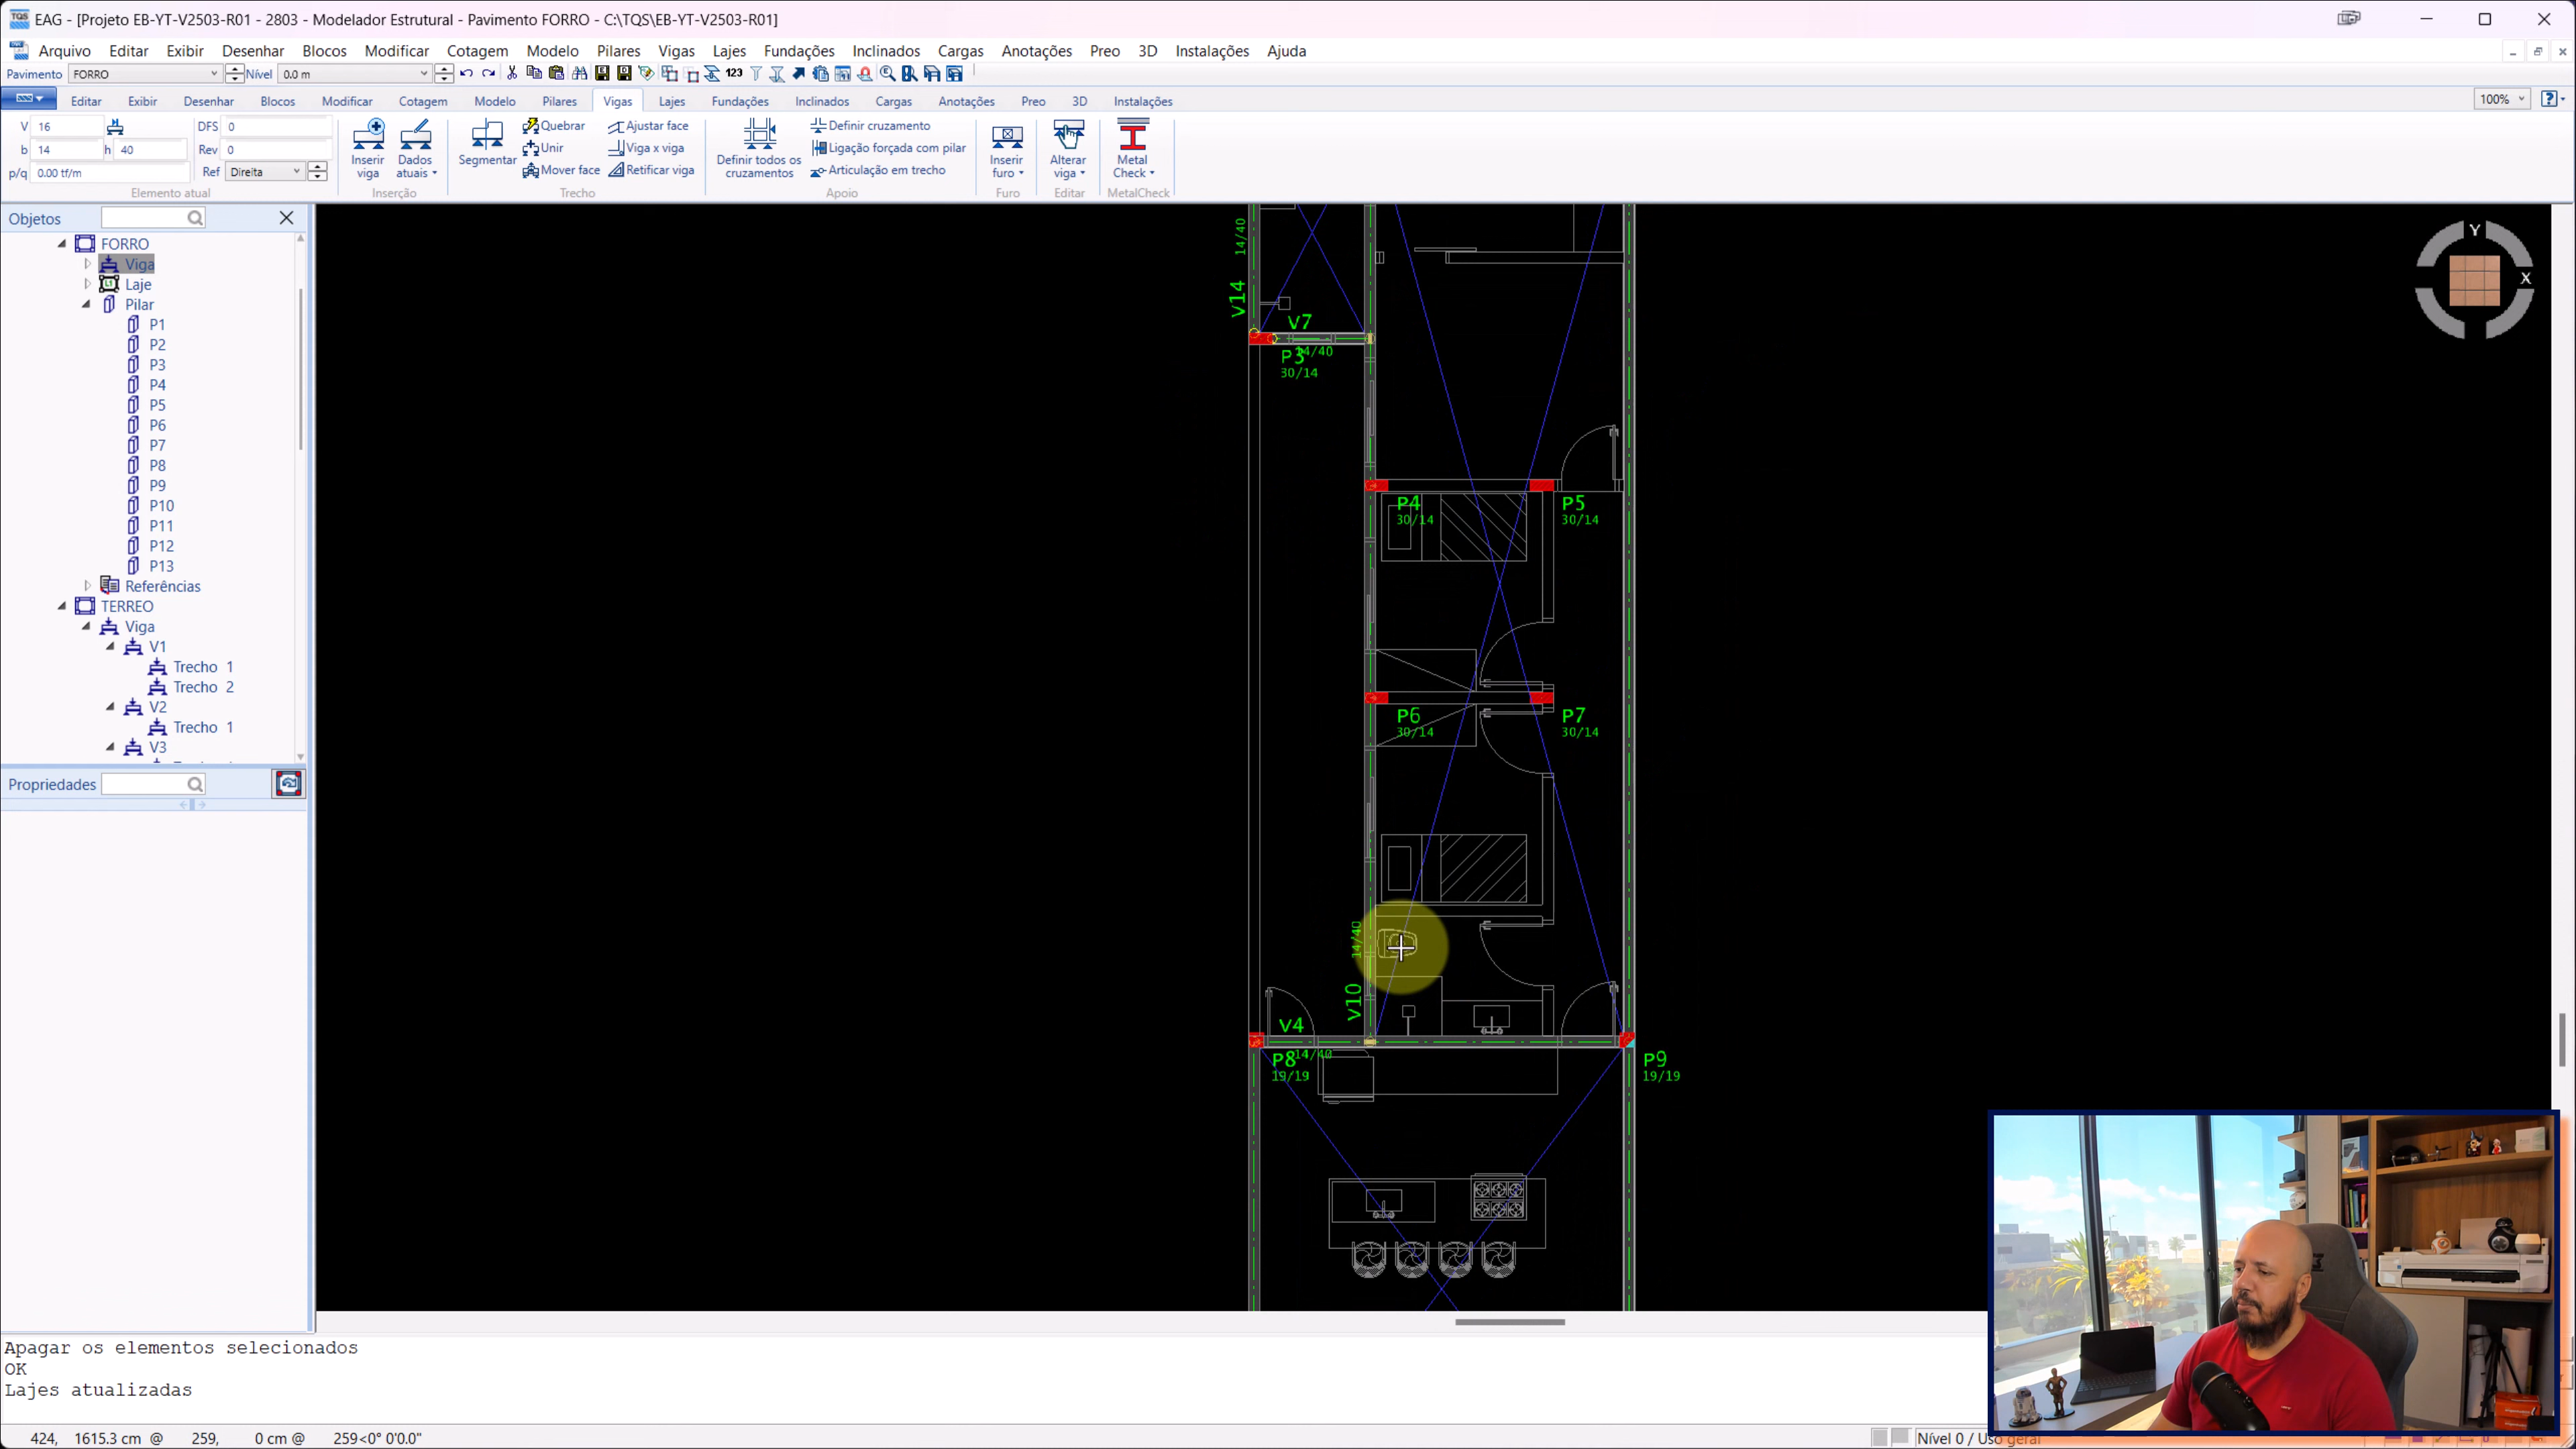 EAG - [Projeto EB-YT-V2503-R01 - 2803 - Modelador Estrutural - Pavimento FORRO - C:\TQS\EB-YT-V2503-R01]
Arquivo Editar Exibir Desenhar Blocos Modificar Cotagem Modelo Pilares Vigas Lajes Fundações Inclinados Cargas Anotações Preo 3D Instalações Ajuda
Pavimento FORRO Nível 0.0 m 123
Editar Exibir Desenhar Blocos Modificar Cotagem Modelo Pilares Vigas Lajes Fundações Inclinados Cargas Anotações Preo 3D Instalações 100%
V 16 DFS 0
b 14 h 40 Rev 0
p/q 0.00 tf/m Ref Direita
Elemento atual
Inserir viga
Dados atuais
Inserção
Segmentar
Quebrar
Unir
Mover face
Ajustar face
Viga x viga
Retificar viga
Trecho
Definir todos os cruzamentos
Definir cruzamento
Ligação forçada com pilar
Articulação em trecho
Apoio
Inserir furo
Furo
Alterar viga
Editar
Metal Check
MetalCheck
Objetos
FORRO
Viga
Laje
Pilar
P1
P2
P3
P4
P5
P6
P7
P8
P9
P10
P11
P12
P13
Referências
TERREO
Viga
V1
Trecho 1
Trecho 2
V2
Trecho 1
V3
Propriedades
14/40
V14
V7
14/40
P3
30/14
P4
30/14
P5
30/14
P6
30/14
P7
30/14
14/40
V10
V4
14/40
P8
19/19
P9
19/19
Y
X
Apagar os elementos selecionados
OK
Lajes atualizadas
424, 1615.3 cm @ 259, 0 cm @ 259<0° 0'0.0"
Nível 0 / Uso geral